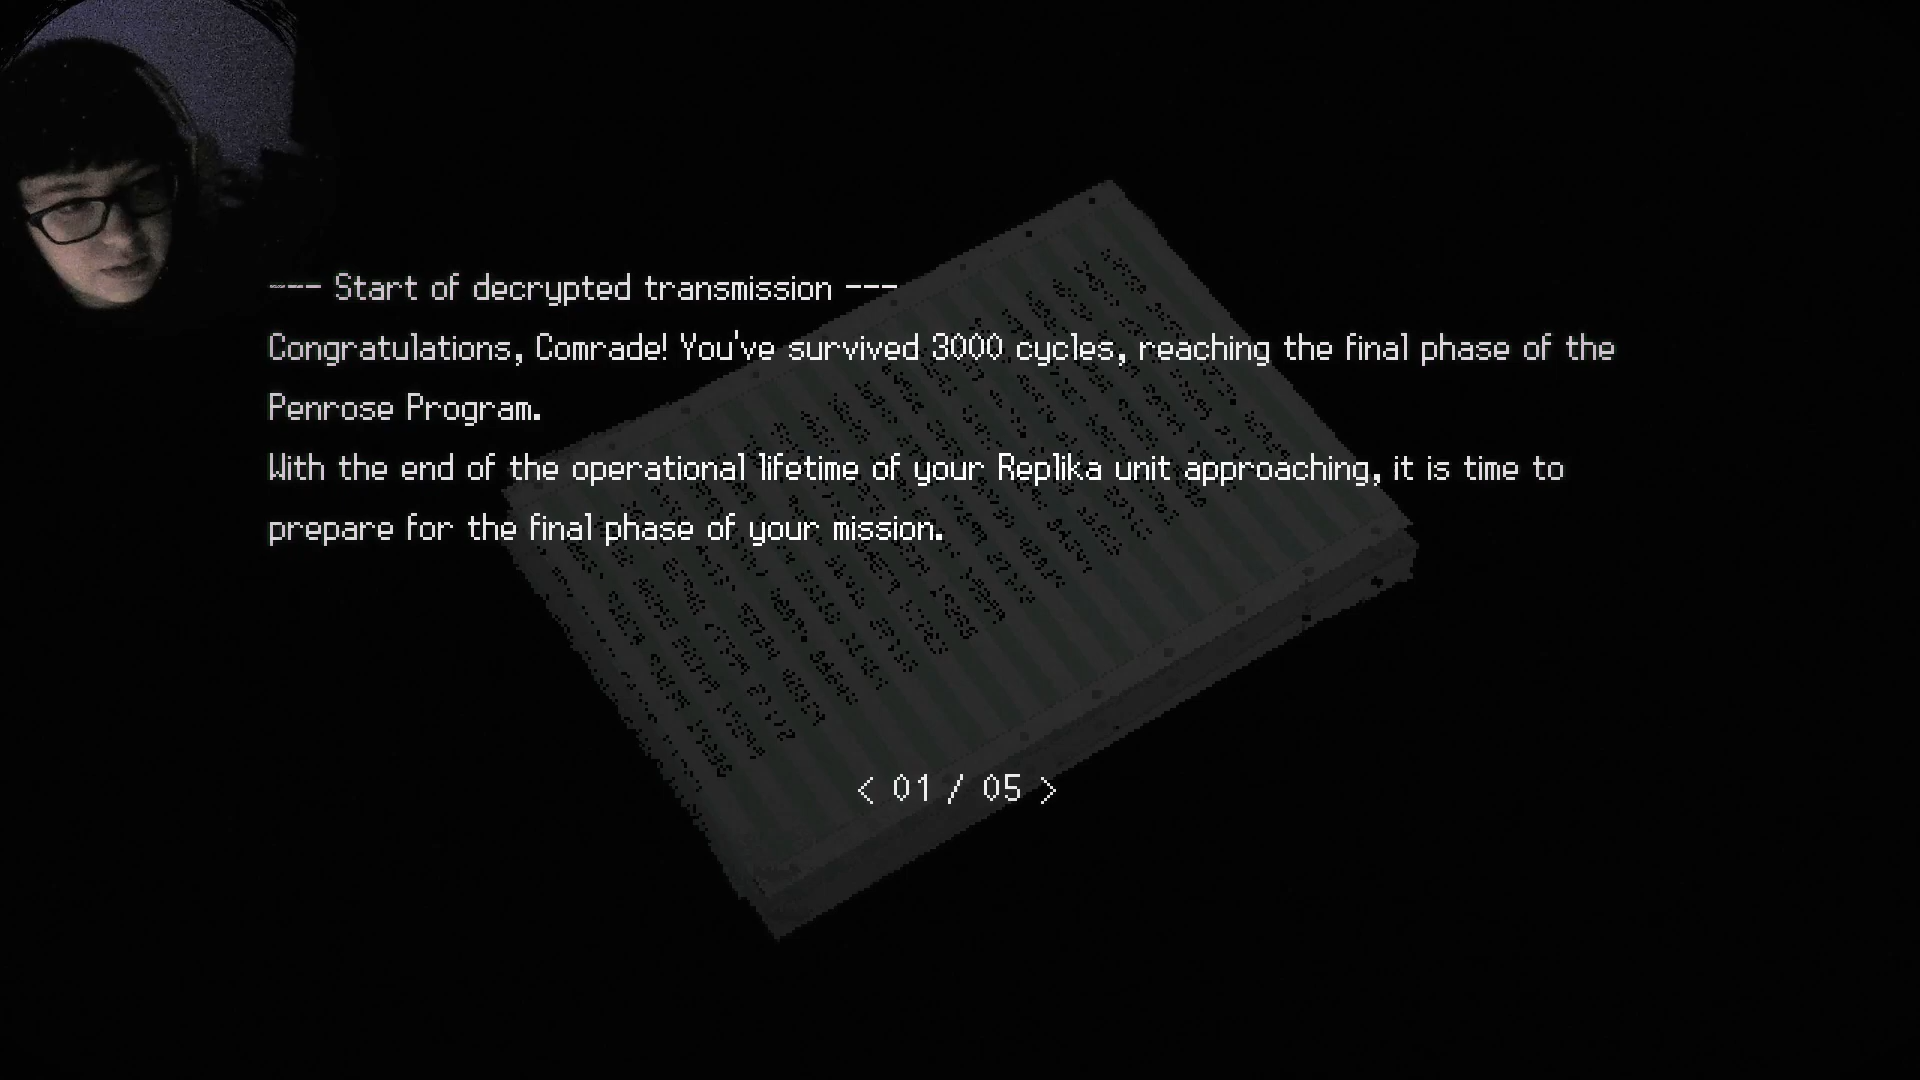 --- Start of decrypted transmission ---
Congratulations, Comrade! You've survived 3000 cycles, reaching the final phase of the
Penrose Program.
With the end of the operational lifetime of your Replika unit approaching, it is time to
prepare for the final phase of your mission.
< 01 / 05 >